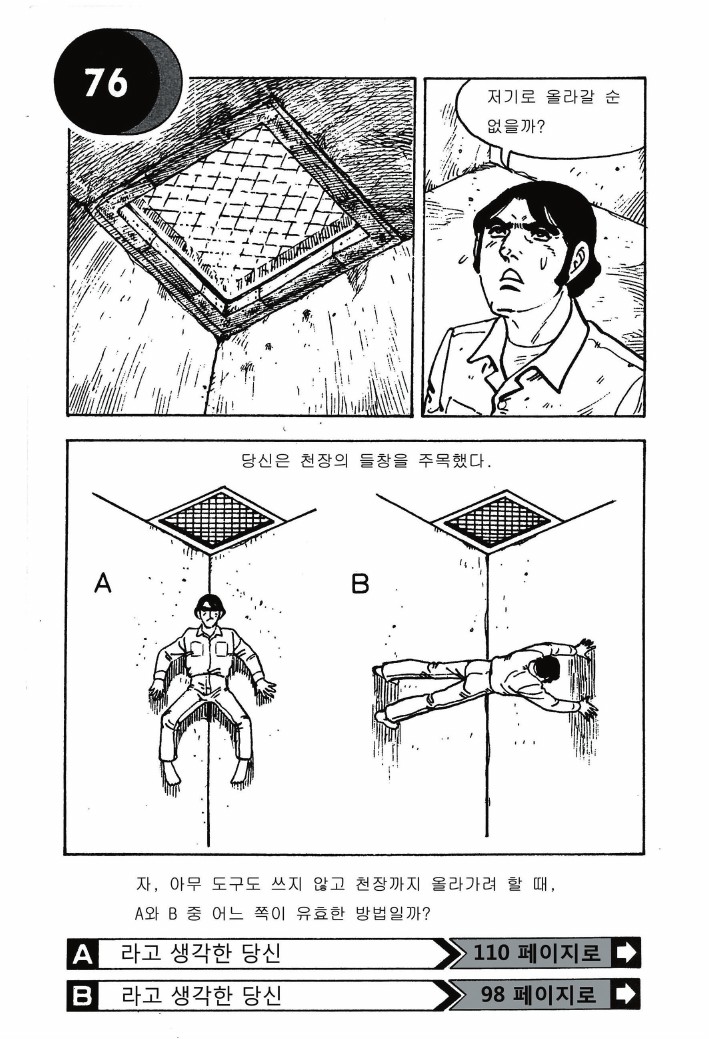 76
저기로 올라갈 순
없을까?
당신은 천장의 들창을 주목했다.
A
B
자, 아무 도구도 쓰지 않고 천장까지 올라가려 할 때,
A와 B 중 어느 쪽이 유효한 방법일까?
A 라고 생각한 당신 110 페이지로
B 라고 생각한 당신 98 페이지로